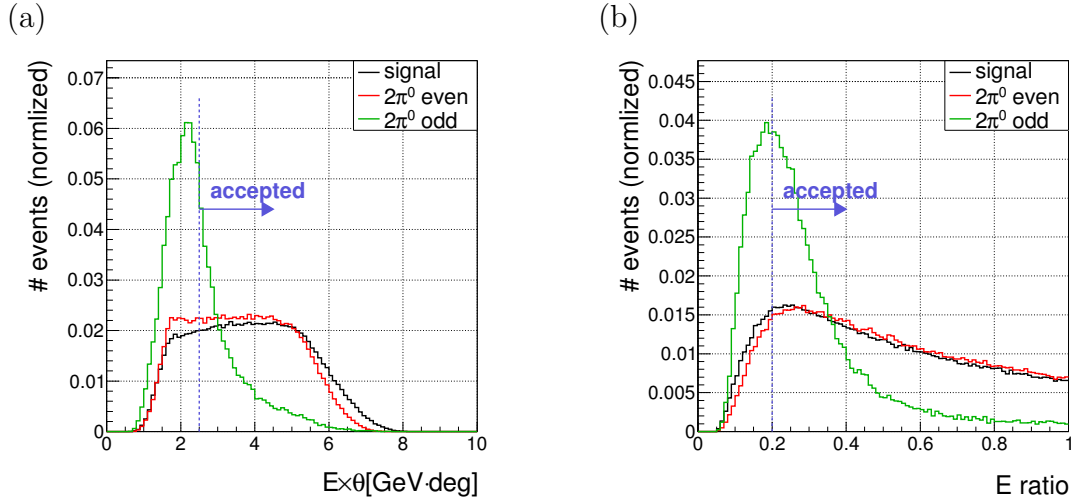 (a)
# events (normlized)
0.07
0.06
0.05
0.04
0.03
0.02
0.01
0
0 2 4 6 8 10
signal
2π⁰ even
2π⁰ odd
accepted
E×θ[GeV·deg]
(b)
# events (normlized)
0.045
0.04
0.035
0.03
0.025
0.02
0.015
0.01
0.005
0
0 0.2 0.4 0.6 0.8 1
signal
2π⁰ even
2π⁰ odd
accepted
E ratio